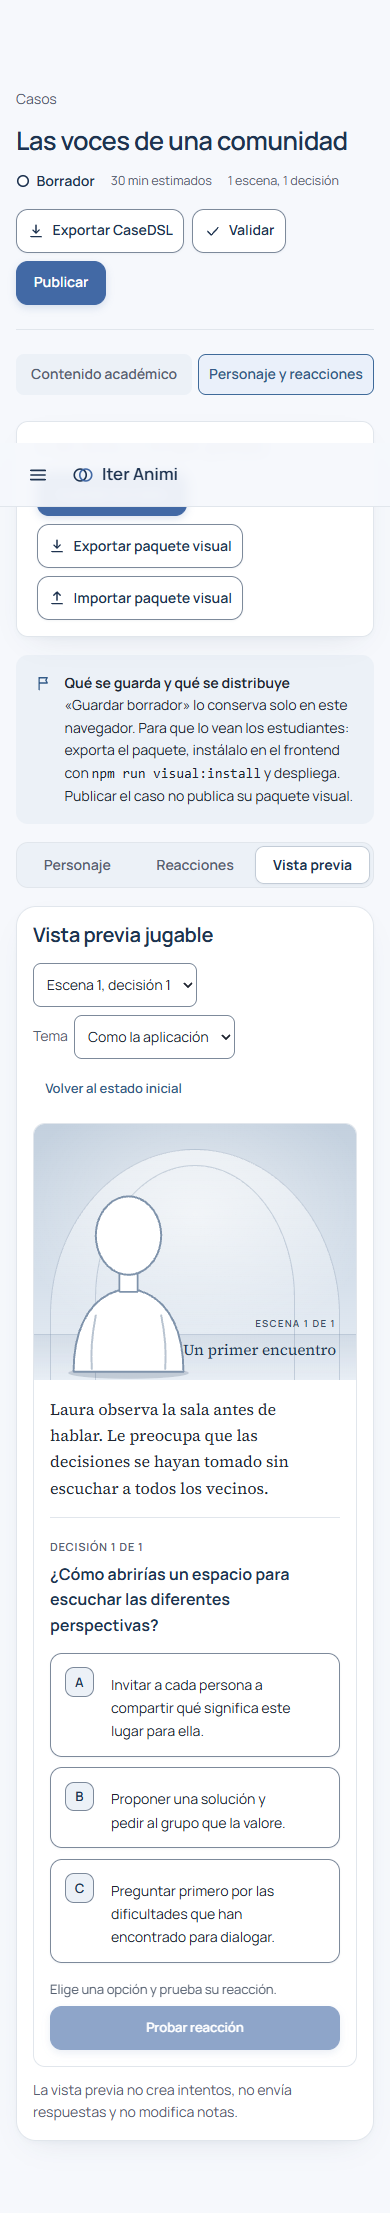 Casos
Las voces de una comunidad
Borrador 30 min estimados 1 escena, 1 decisión
Exportar CaseDSL Validar
Publicar
Contenido académico Personaje y reacciones
Iter Animi
Exportar paquete visual
Importar paquete visual
Qué se guarda y qué se distribuye
«Guardar borrador» lo conserva solo en este
navegador. Para que lo vean los estudiantes:
exporta el paquete, instálalo en el frontend
con npm run visual:install y despliega.
Publicar el caso no publica su paquete visual.
Personaje Reacciones Vista previa
Vista previa jugable
Escena 1, decisión 1
Tema Como la aplicación
Volver al estado inicial
ESCENA 1 DE 1
Un primer encuentro
Laura observa la sala antes de
hablar. Le preocupa que las
decisiones se hayan tomado sin
escuchar a todos los vecinos.
DECISIÓN 1 DE 1
¿Cómo abrirías un espacio para
escuchar las diferentes
perspectivas?
A Invitar a cada persona a
compartir qué significa este
lugar para ella.
B Proponer una solución y
pedir al grupo que la valore.
C Preguntar primero por las
dificultades que han
encontrado para dialogar.
Elige una opción y prueba su reacción.
Probar reacción
La vista previa no crea intentos, no envía
respuestas y no modifica notas.